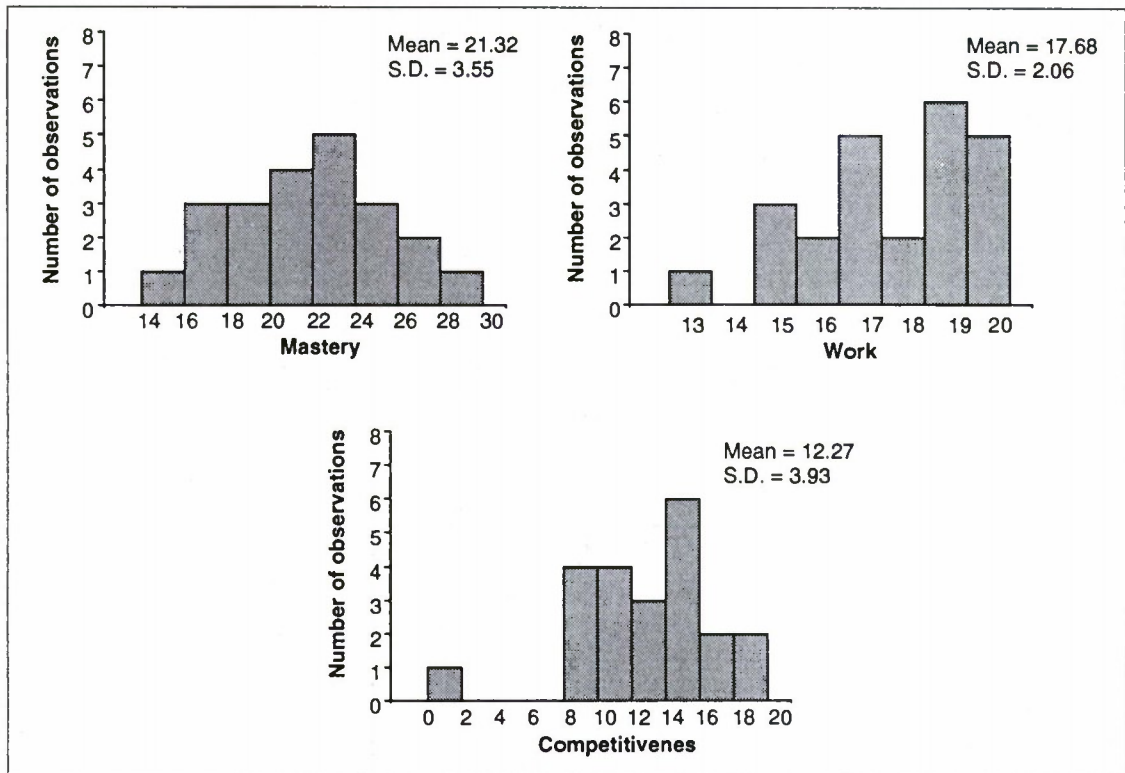 Number of observations
8
7
6
5
4
3
2
1
0
Mean = 21.32
S.D. = 3.55
14 16 18 20 22 24 26 28 30
Mastery
Number of observations
8
7
6
5
4
3
2
1
0
Mean = 17.68
S.D. = 2.06
13 14 15 16 17 18 19 20
Work
Number of observations
8
7
6
5
4
3
2
1
0
Mean = 12.27
S.D. = 3.93
0 2 4 6 8 10 12 14 16 18 20
Competitivenes